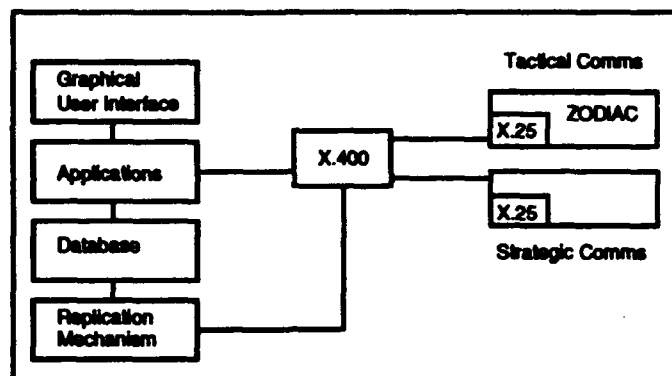 Graphical
User Interface
Applications
Database
Replication
Mechanism
X.400
Tactical Comms
ZODIAC
X.25
X.25
Strategic Comms